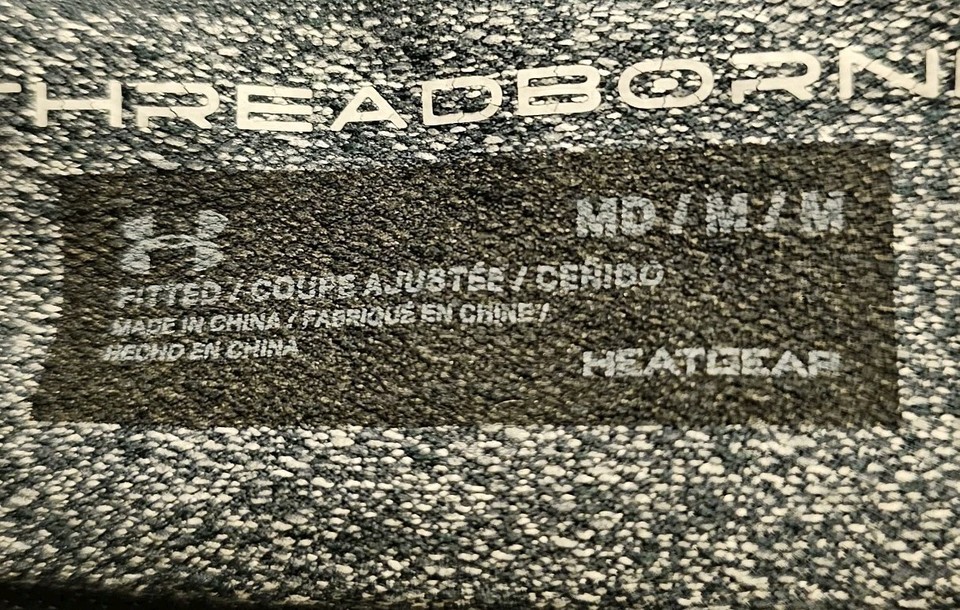 THREADBORNE
MD / M / M
FITTED / COUPE AJUSTÉE / CEÑIDO
MADE IN CHINA / FABRIQUÉ EN CHINE /
HECHO EN CHINA
HEATGEAR